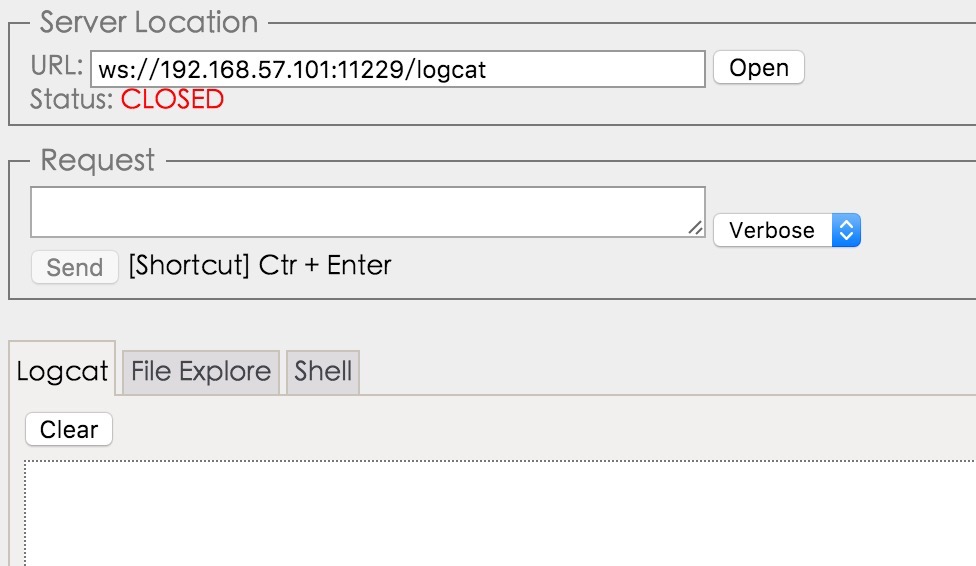 Server Location
URL: ws://192.168.57.101:11229/logcat Open
Status: CLOSED
Request
Verbose
Send [Shortcut] Ctr + Enter
Logcat File Explore Shell
Clear